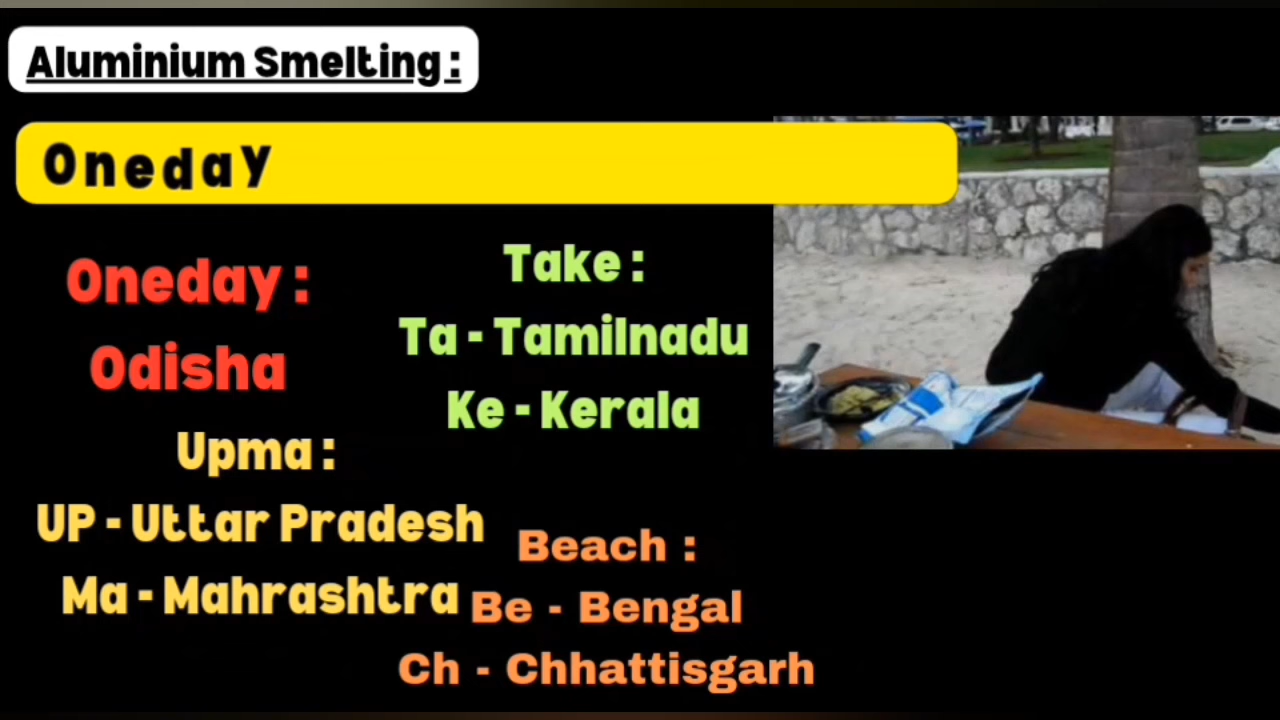 Aluminium Smelting :
Oneday
Oneday :
Odisha
Take :
Ta - Tamilnadu
Ke - Kerala
Upma :
UP - Uttar Pradesh
Ma - Mahrashtra
Beach :
Be - Bengal
Ch - Chhattisgarh